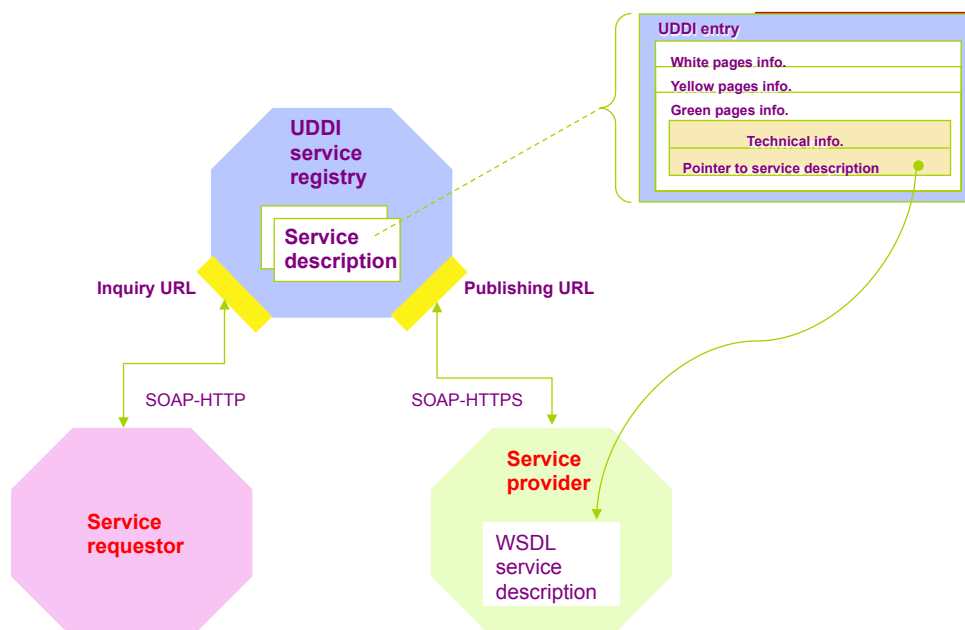 UDDI entry
White pages info.
Yellow pages info.
Green pages info.
Technical info.
Pointer to service description
UDDI
service
registry
Service
description
Inquiry URL
Publishing URL
SOAP-HTTP
SOAP-HTTPS
Service
requestor
Service
provider
WSDL
service
description